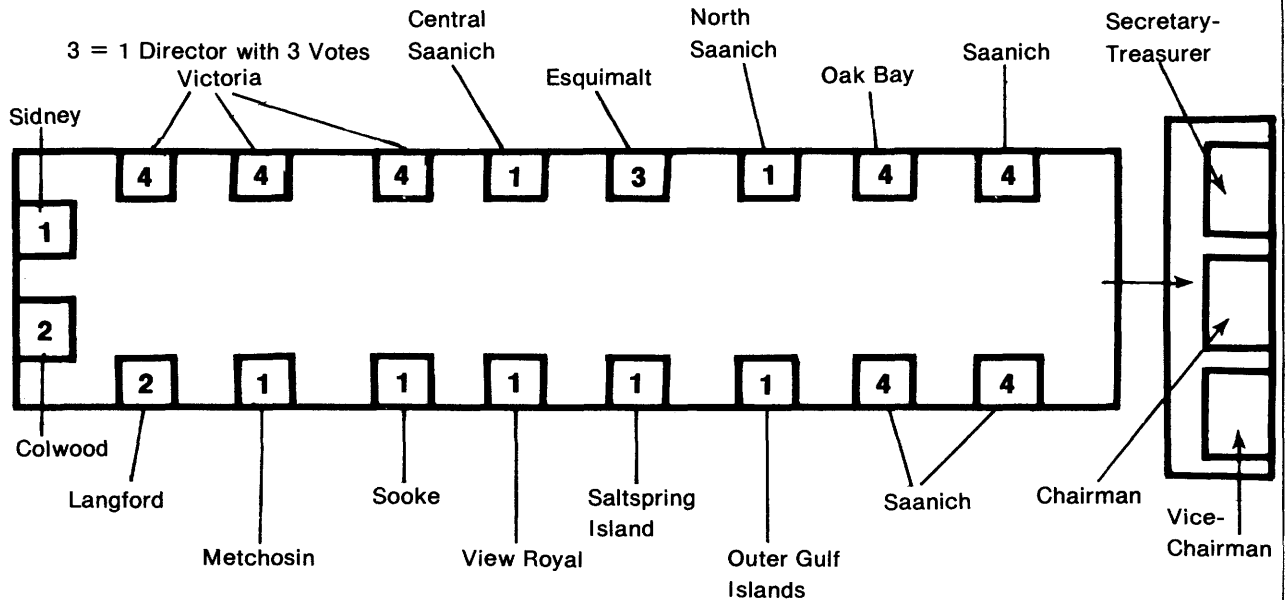 Central
Saanich
North
Saanich
Secretary-
Treasurer
3 = 1 Director with 3 Votes
Victoria
Esquimalt
Oak Bay
Saanich
Sidney
4
4
4
1
3
1
4
4
1
2
2
1
1
1
1
1
4
4
Colwood
Langford
Metchosin
Sooke
View Royal
Saltspring
Island
Outer Gulf
Islands
Saanich
Chairman
Vice-
Chairman